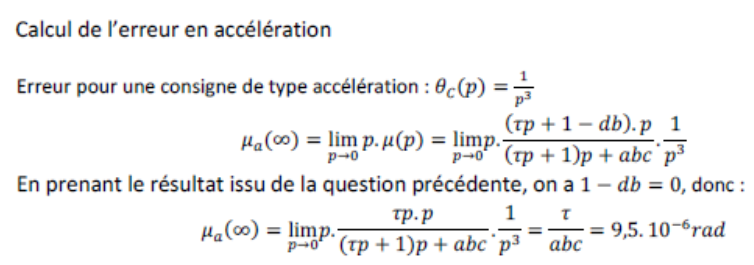 Calcul de l'erreur en accélération
Erreur pour une consigne de type accélération : θ_c(p) = 1/p³
μ_a(∞) = lim_{p→0} p.μ(p) = lim_{p→0} p. ((τp + 1 − db).p)/((τp + 1)p + abc) . 1/p³
En prenant le résultat issu de la question précédente, on a 1 − db = 0, donc :
μ_a(∞) = lim_{p→0} p. (τp.p)/((τp + 1)p + abc) . 1/p³ = τ/abc = 9,5.10⁻⁶rad